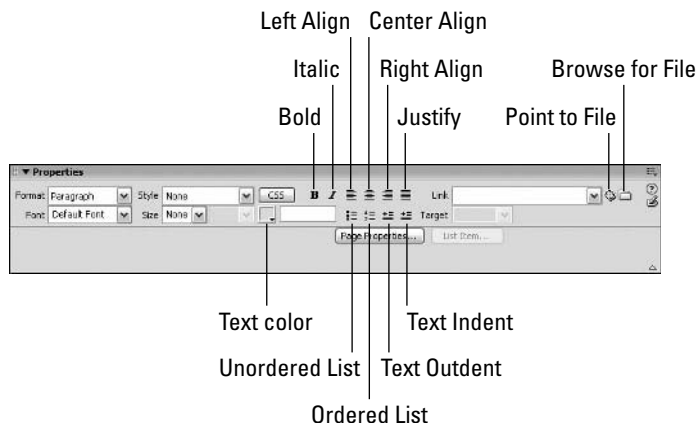 Left Align Center Align
Italic Right Align Browse for File
Bold Justify Point to File
Properties
Format Paragraph Style None CSS B I Link
Font Default Font Size None Target
Page Properties... List Item...
Text color Text Indent
Unordered List Text Outdent
Ordered List